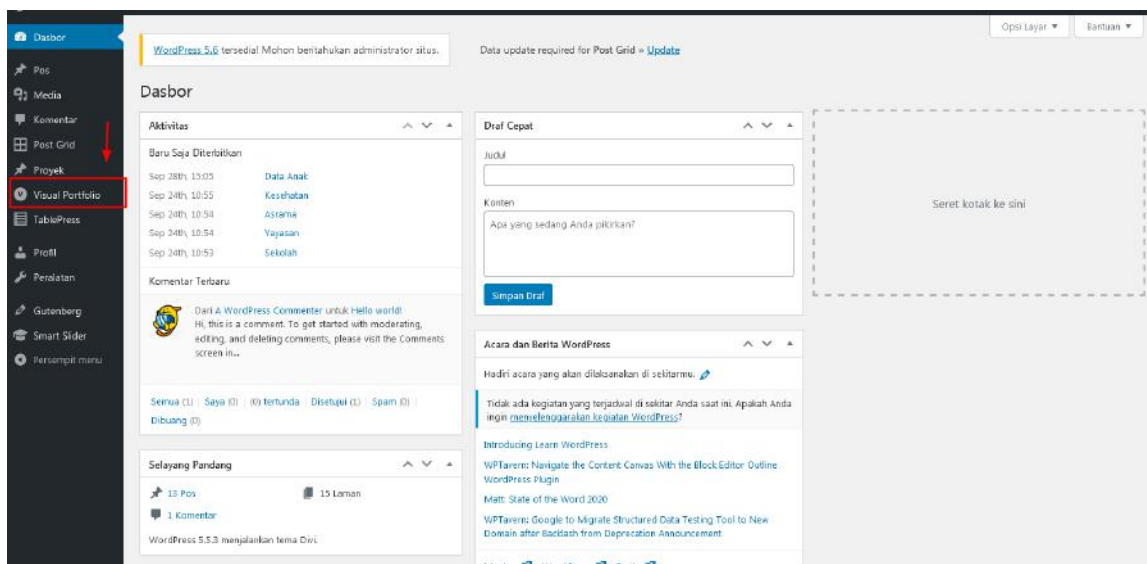 Dasbor
Pos
Media
Komentar
Post Grid
Proyek
Visual Portfolio
TablePress
Profil
Peralatan
Gutenberg
Smart Slider
Persempit menu
Opsi Layar
Bantuan
WordPress 5.6 tersedia! Mohon beritahukan administrator situs.
Data update required for Post Grid » Update
Dasbor
Aktivitas
Baru Saja Diterbitkan
Sep 28th, 15:05 Data Anak
Sep 24th, 10:55 Kesehatan
Sep 24th, 10:54 Asrama
Sep 24th, 10:54 Yayasan
Sep 24th, 10:53 Sekolah
Komentar Terbaru
Dari A WordPress Commenter untuk Hello world!
Hi, this is a comment. To get started with moderating,
editing, and deleting comments, please visit the Comments
screen in…
Semua (1) | Saya (0) | (0) tertunda | Disetujui (1) | Spam (0) |
Dibuang (0)
Selayang Pandang
13 Pos 15 Laman
1 Komentar
WordPress 5.5.3 menjalankan tema Divi.
Draf Cepat
Judul
Konten
Apa yang sedang Anda pikirkan?
Simpan Draf
Acara dan Berita WordPress
Hadiri acara yang akan dilaksanakan di sekitarmu.
Tidak ada kegiatan yang terjadwal di sekitar Anda saat ini. Apakah Anda
ingin menyelenggarakan kegiatan WordPress?
Introducing Learn WordPress
WPTavern: Navigate the Content Canvas With the Block Editor Outline
WordPress Plugin
Matt: State of the Word 2020
WPTavern: Google to Migrate Structured Data Testing Tool to New
Domain after Backlash from Deprecation Announcement
Seret kotak ke sini